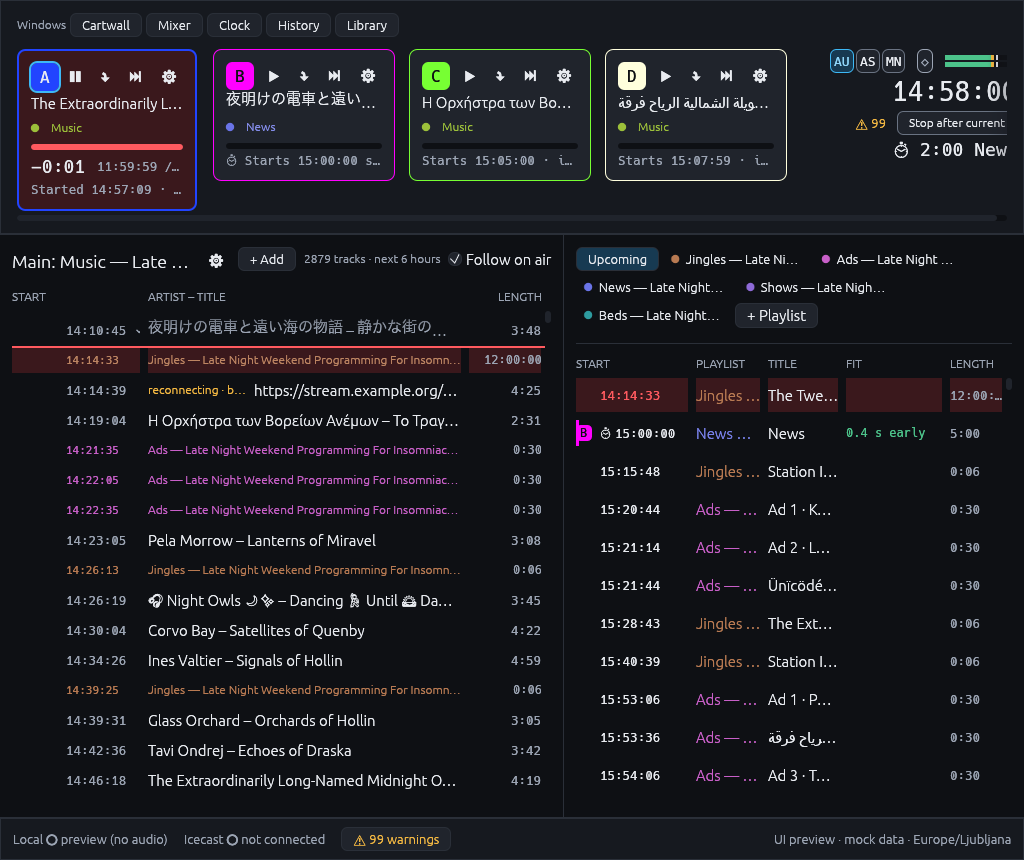 Windows Cartwall Mixer Clock History Library
A
The Extraordinarily L…
Music
−0:01 11:59:59 /…
Started 14:57:09 · …
B
夜明けの電車と遠い…
News
Starts 15:00:00 s…
C
Η Ορχήστρα των Βο…
Music
Starts 15:05:00 · i…
D
…ويلة الشمالية الرياح فرقة
Music
Starts 15:07:59 · i…
AU AS MN
14:58:00
⚠ 99 Stop after current
2:00 New
Main: Music — Late …
+ Add
2879 tracks · next 6 hours
✓ Follow on air
START ARTIST – TITLE LENGTH
14:10:45 夜明けの電車と遠い海の物語 – 静かな街の… 3:48
14:14:33 Jingles — Late Night Weekend Programming For Insomn… 12:00:00
14:14:39 reconnecting · b… https://stream.example.org/… 4:25
14:19:04 Η Ορχήστρα των Βορείων Ανέμων – Το Τραγ… 2:31
14:21:35 Ads — Late Night Weekend Programming For Insomniac… 0:30
14:22:05 Ads — Late Night Weekend Programming For Insomniac… 0:30
14:22:35 Ads — Late Night Weekend Programming For Insomniac… 0:30
14:23:05 Pela Morrow – Lanterns of Miravel 3:08
14:26:13 Jingles — Late Night Weekend Programming For Insomn… 0:06
14:26:19 🎧 Night Owls 🌙✨ – Dancing 💃 Until 🌅 Da… 3:45
14:30:04 Corvo Bay – Satellites of Quenby 4:22
14:34:26 Ines Valtier – Signals of Hollin 4:59
14:39:25 Jingles — Late Night Weekend Programming For Insomn… 0:06
14:39:31 Glass Orchard – Orchards of Hollin 3:05
14:42:36 Tavi Ondrej – Echoes of Draska 3:42
14:46:18 The Extraordinarily Long-Named Midnight O… 4:19
Upcoming Jingles — Late Ni… Ads — Late Night …
News — Late Night… Shows — Late Nigh…
Beds — Late Night… + Playlist
START PLAYLIST TITLE FIT LENGTH
14:14:33 Jingles … The Twe… 12:00:…
B 15:00:00 News … News 0.4 s early 5:00
15:15:48 Jingles … Station I… 0:06
15:20:44 Ads — … Ad 1 · K… 0:30
15:21:14 Ads — … Ad 2 · L… 0:30
15:21:44 Ads — … Ünïcödé… 0:30
15:28:43 Jingles … The Ext… 0:06
15:40:39 Jingles … Station I… 0:06
15:53:06 Ads — … Ad 1 · P… 0:30
15:53:36 Ads — … …رياح فرقة 0:30
15:54:06 Ads — … Ad 3 · T… 0:30
Local preview (no audio) Icecast not connected ⚠ 99 warnings UI preview · mock data · Europe/Ljubljana